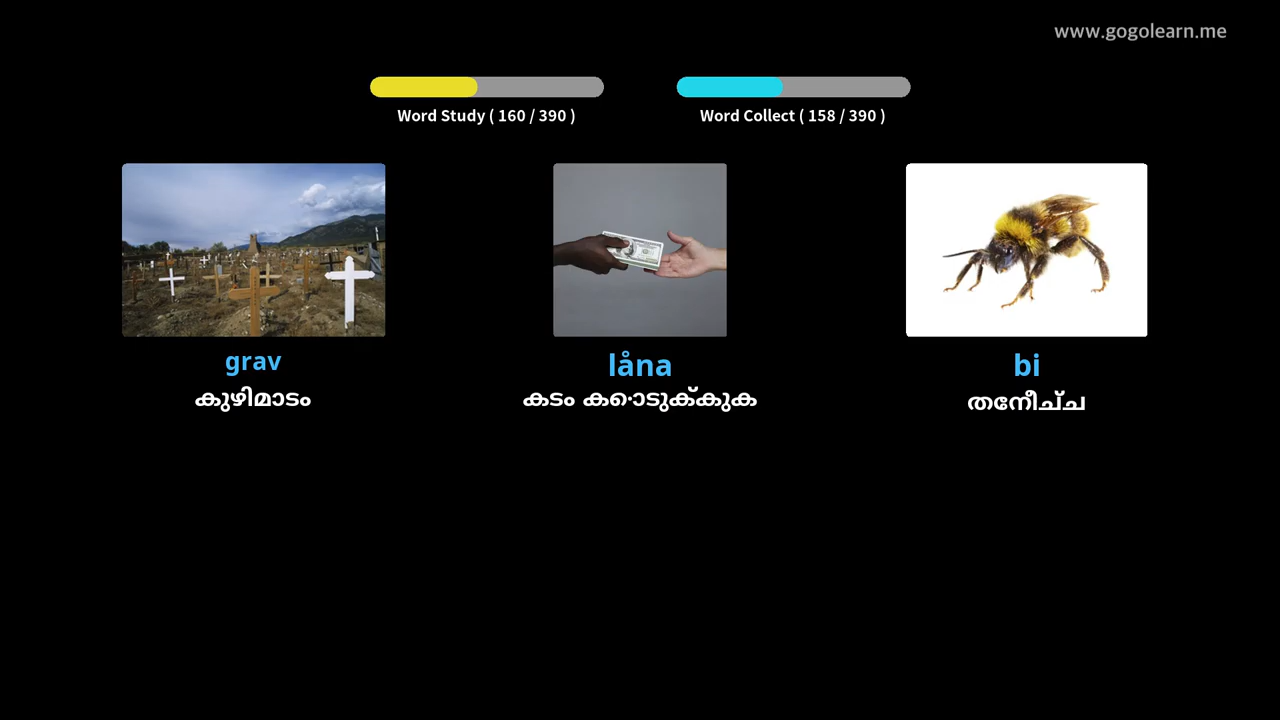 www.gogolearn.me
Word Study ( 160 / 390 )
Word Collect ( 158 / 390 )
grav
låna
bi
കുഴിമാടം
കടം കൊടുക്കുക
തേനീച്ച